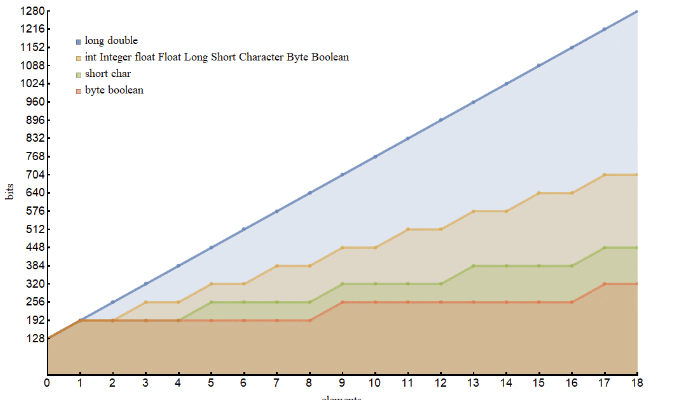 1280
1216
1152
1088
1024
960
896
832
768
704
640
576
512
448
384
320
256
192
128
bits
long double
int Integer float Float Long Short Character Byte Boolean
short char
byte boolean
0 1 2 3 4 5 6 7 8 9 10 11 12 13 14 15 16 17 18
elements